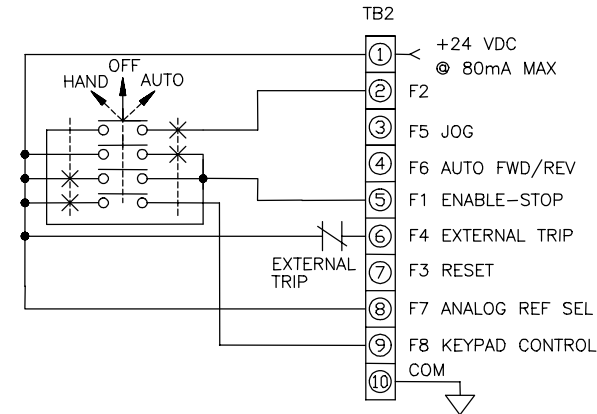 TB2
OFF
HAND AUTO
1 +24 VDC
@ 80mA MAX
2 F2
3 F5 JOG
4 F6 AUTO FWD/REV
5 F1 ENABLE-STOP
6 F4 EXTERNAL TRIP
EXTERNAL
TRIP
7 F3 RESET
8 F7 ANALOG REF SEL
9 F8 KEYPAD CONTROL
10 COM